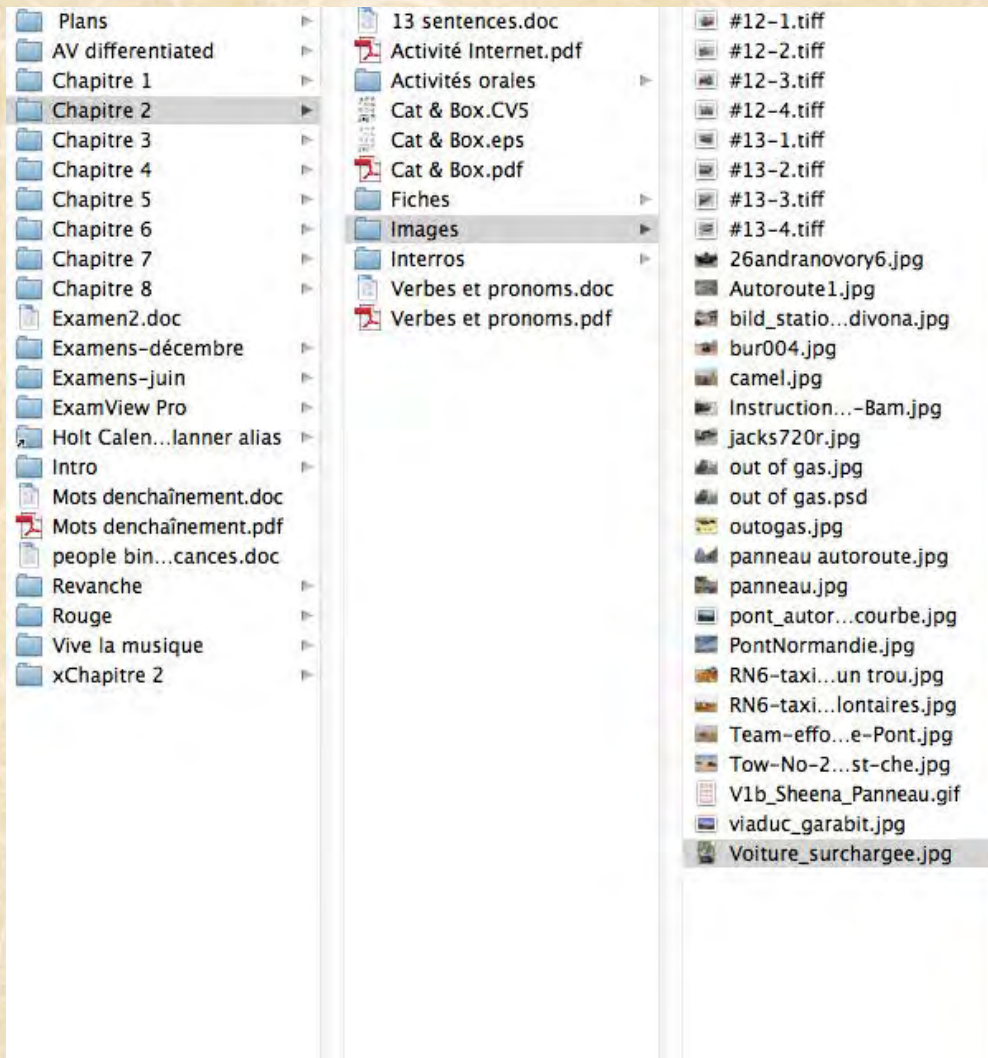 Plans
AV differentiated
Chapitre 1
Chapitre 2
Chapitre 3
Chapitre 4
Chapitre 5
Chapitre 6
Chapitre 7
Chapitre 8
Examen2.doc
Examens-décembre
Examens-juin
ExamView Pro
Holt Calen...lanner alias
Intro
Mots denchaînement.doc
Mots denchaînement.pdf
people bin...cances.doc
Revanche
Rouge
Vive la musique
xChapitre 2
13 sentences.doc
Activité Internet.pdf
Activités orales
Cat & Box.CV5
Cat & Box.eps
Cat & Box.pdf
Fiches
Images
Interros
Verbes et pronoms.doc
Verbes et pronoms.pdf
#12-1.tiff
#12-2.tiff
#12-3.tiff
#12-4.tiff
#13-1.tiff
#13-2.tiff
#13-3.tiff
#13-4.tiff
26andranovory6.jpg
Autoroute1.jpg
bild_statio...divona.jpg
bur004.jpg
camel.jpg
Instruction...-Bam.jpg
jacks720r.jpg
out of gas.jpg
out of gas.psd
outogas.jpg
panneau autoroute.jpg
panneau.jpg
pont_autor...courbe.jpg
PontNormandie.jpg
RN6-taxi...un trou.jpg
RN6-taxi...lontaires.jpg
Team-effo...e-Pont.jpg
Tow-No-2...st-che.jpg
V1b_Sheena_Panneau.gif
viaduc_garabit.jpg
Voiture_surchargee.jpg